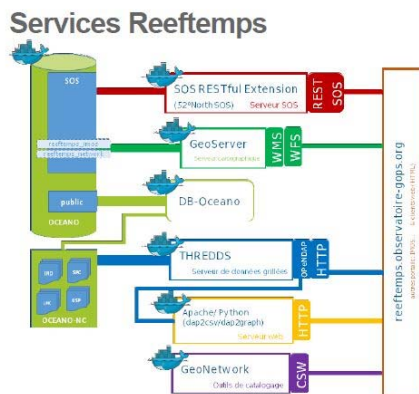 Services Reeftemps
SOS
SOS RESTful Extension
(52°North SOS) Serveur SOS
REST
SOS
GeoServer
WMS
WFS
public
OCEANO
DB-Oceano
THREDDS
Serveur de données grillées
OPENDAP
HTTP
OCEANO-NC
Apache/ Python
(dap2csv/dap2graph)
Serveur web
HTTP
GeoNetwork
Outils de catalogage
CSW
reeftemps.observatoire-gops.org